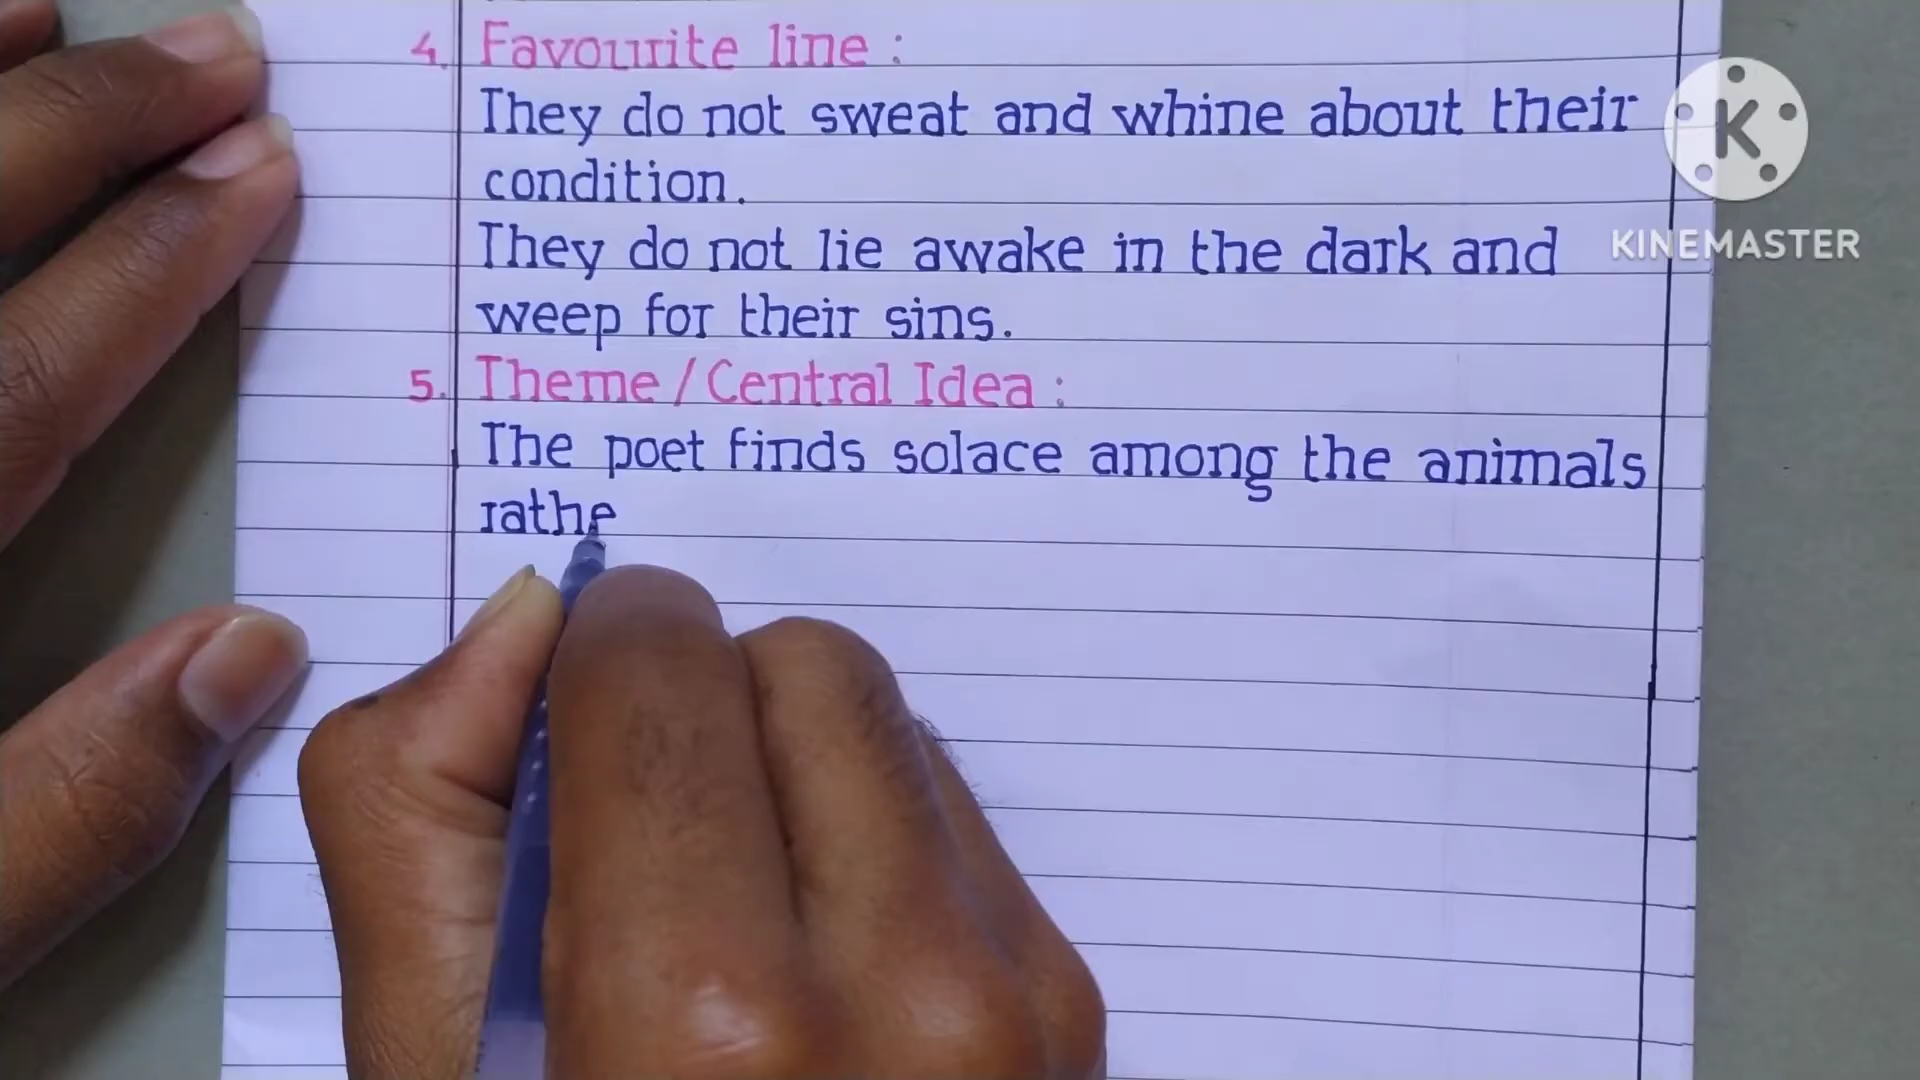 4. Favourite line :
They do not sweat and whine about their
condition.
They do not lie awake in the dark and
weep for their sins.
5. Theme / Central Idea :
The poet finds solace among the animals
rathe
KINEMASTER